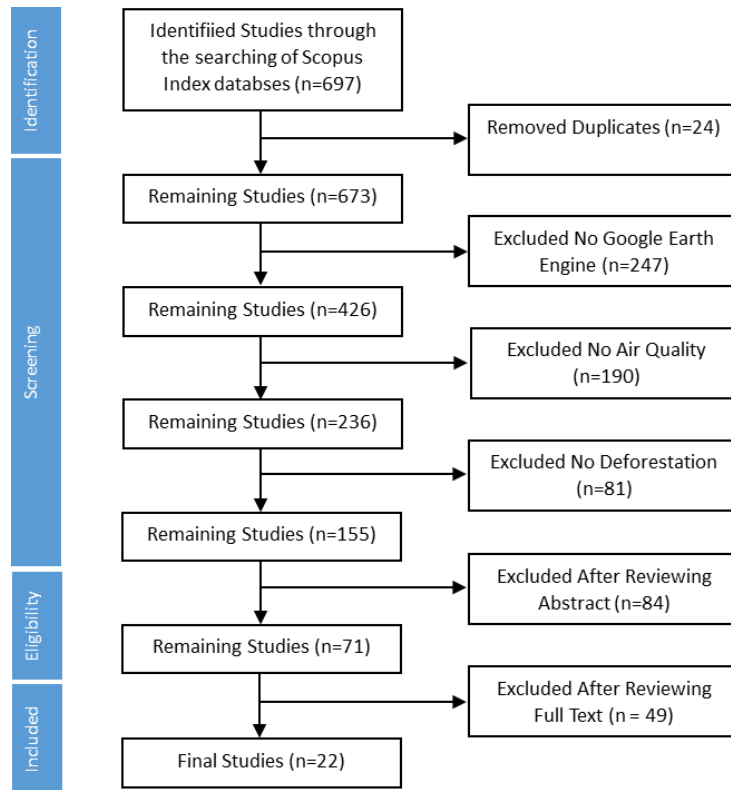 Identification
Identifiied Studies through
the searching of Scopus
Index databses (n=697)
Removed Duplicates (n=24)
Screening
Remaining Studies (n=673)
Excluded No Google Earth
Engine (n=247)
Remaining Studies (n=426)
Excluded No Air Quality
(n=190)
Remaining Studies (n=236)
Excluded No Deforestation
(n=81)
Remaining Studies (n=155)
Eligibility
Excluded After Reviewing
Abstract (n=84)
Remaining Studies (n=71)
Included
Excluded After Reviewing
Full Text (n = 49)
Final Studies (n=22)